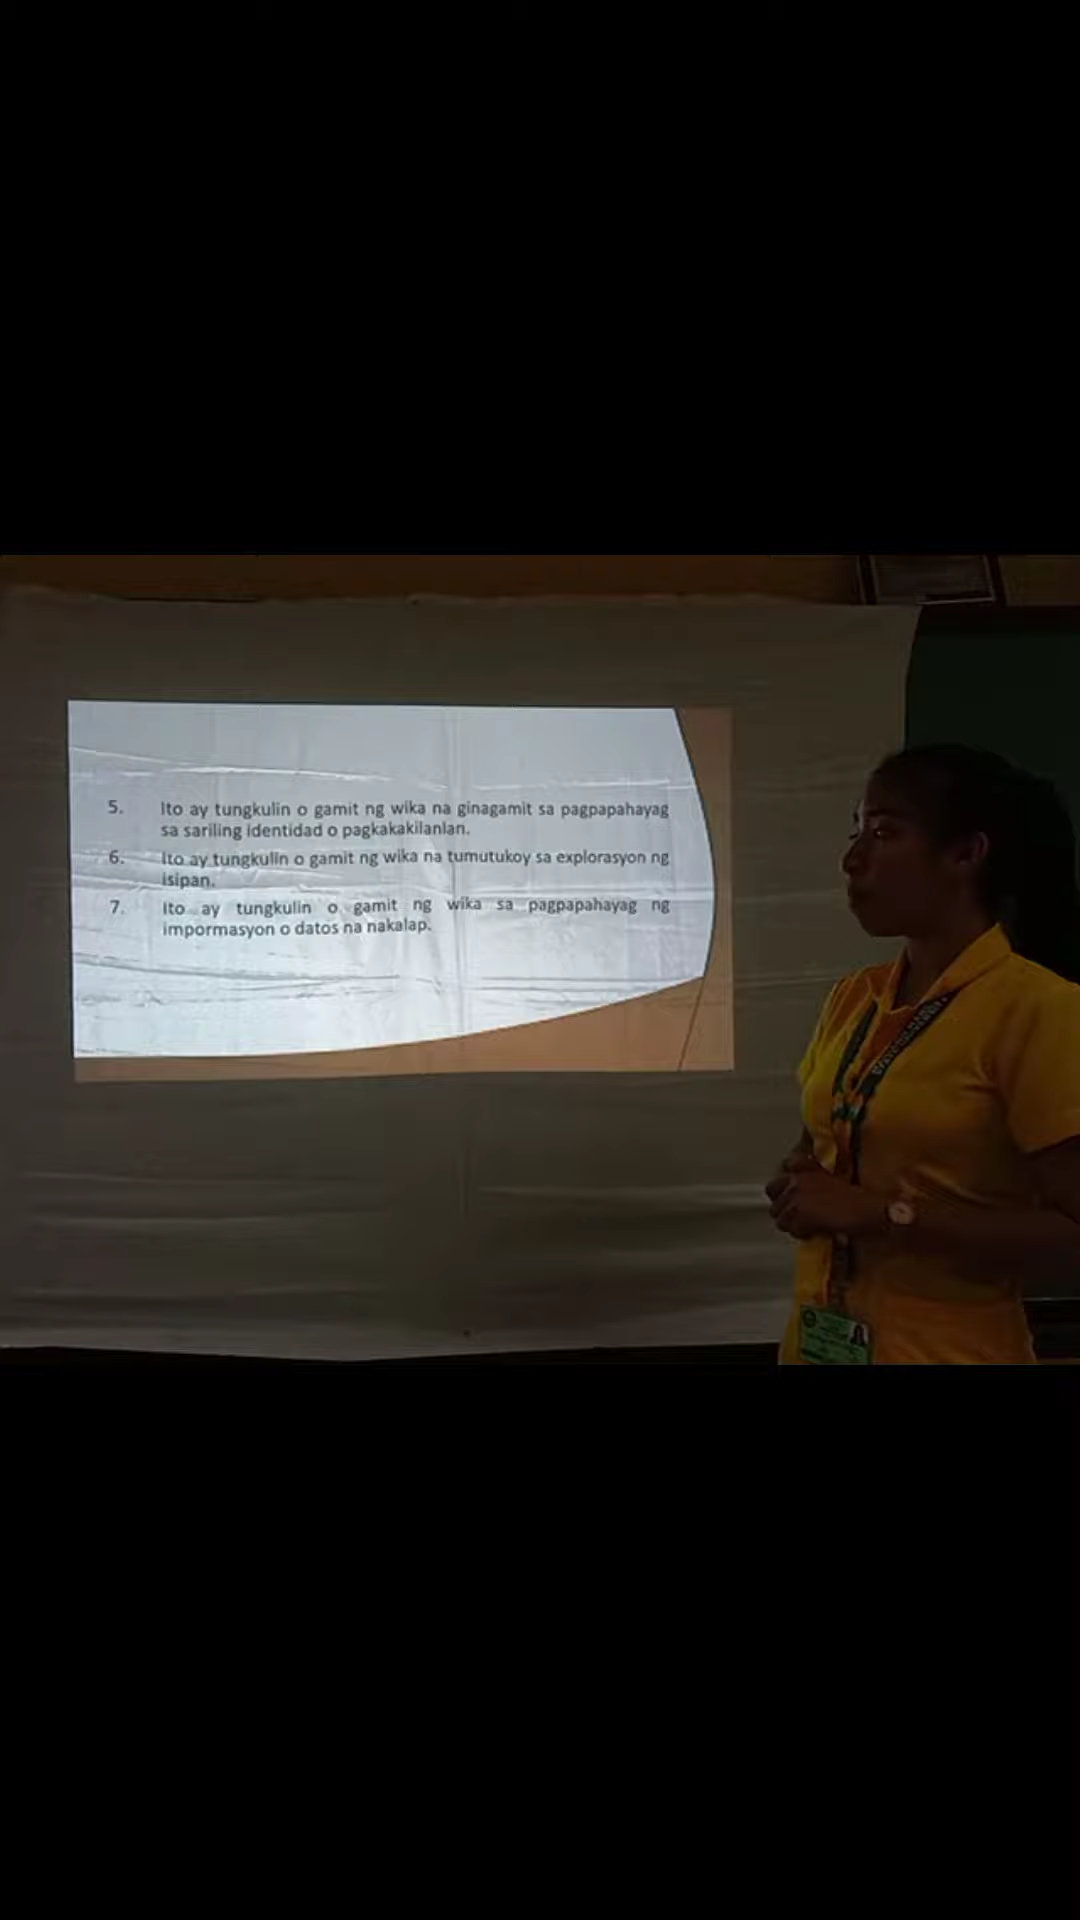 5. Ito ay tungkulin o gamit ng wika na ginagamit sa pagpapahayag
sa sariling identidad o pagkakakilanlan.
6. Ito ay tungkulin o gamit ng wika na tumutukoy sa explorasyon ng
isipan.
7. Ito ay tungkulin o gamit ng wika sa pagpapahayag ng
impormasyon o datos na nakalap.